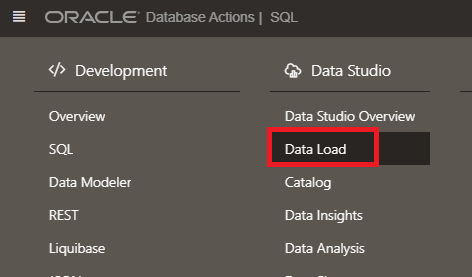 ORACLE Database Actions | SQL
</> Development
Overview
SQL
Data Modeler
REST
Liquibase
Data Studio
Data Studio Overview
Data Load
Catalog
Data Insights
Data Analysis